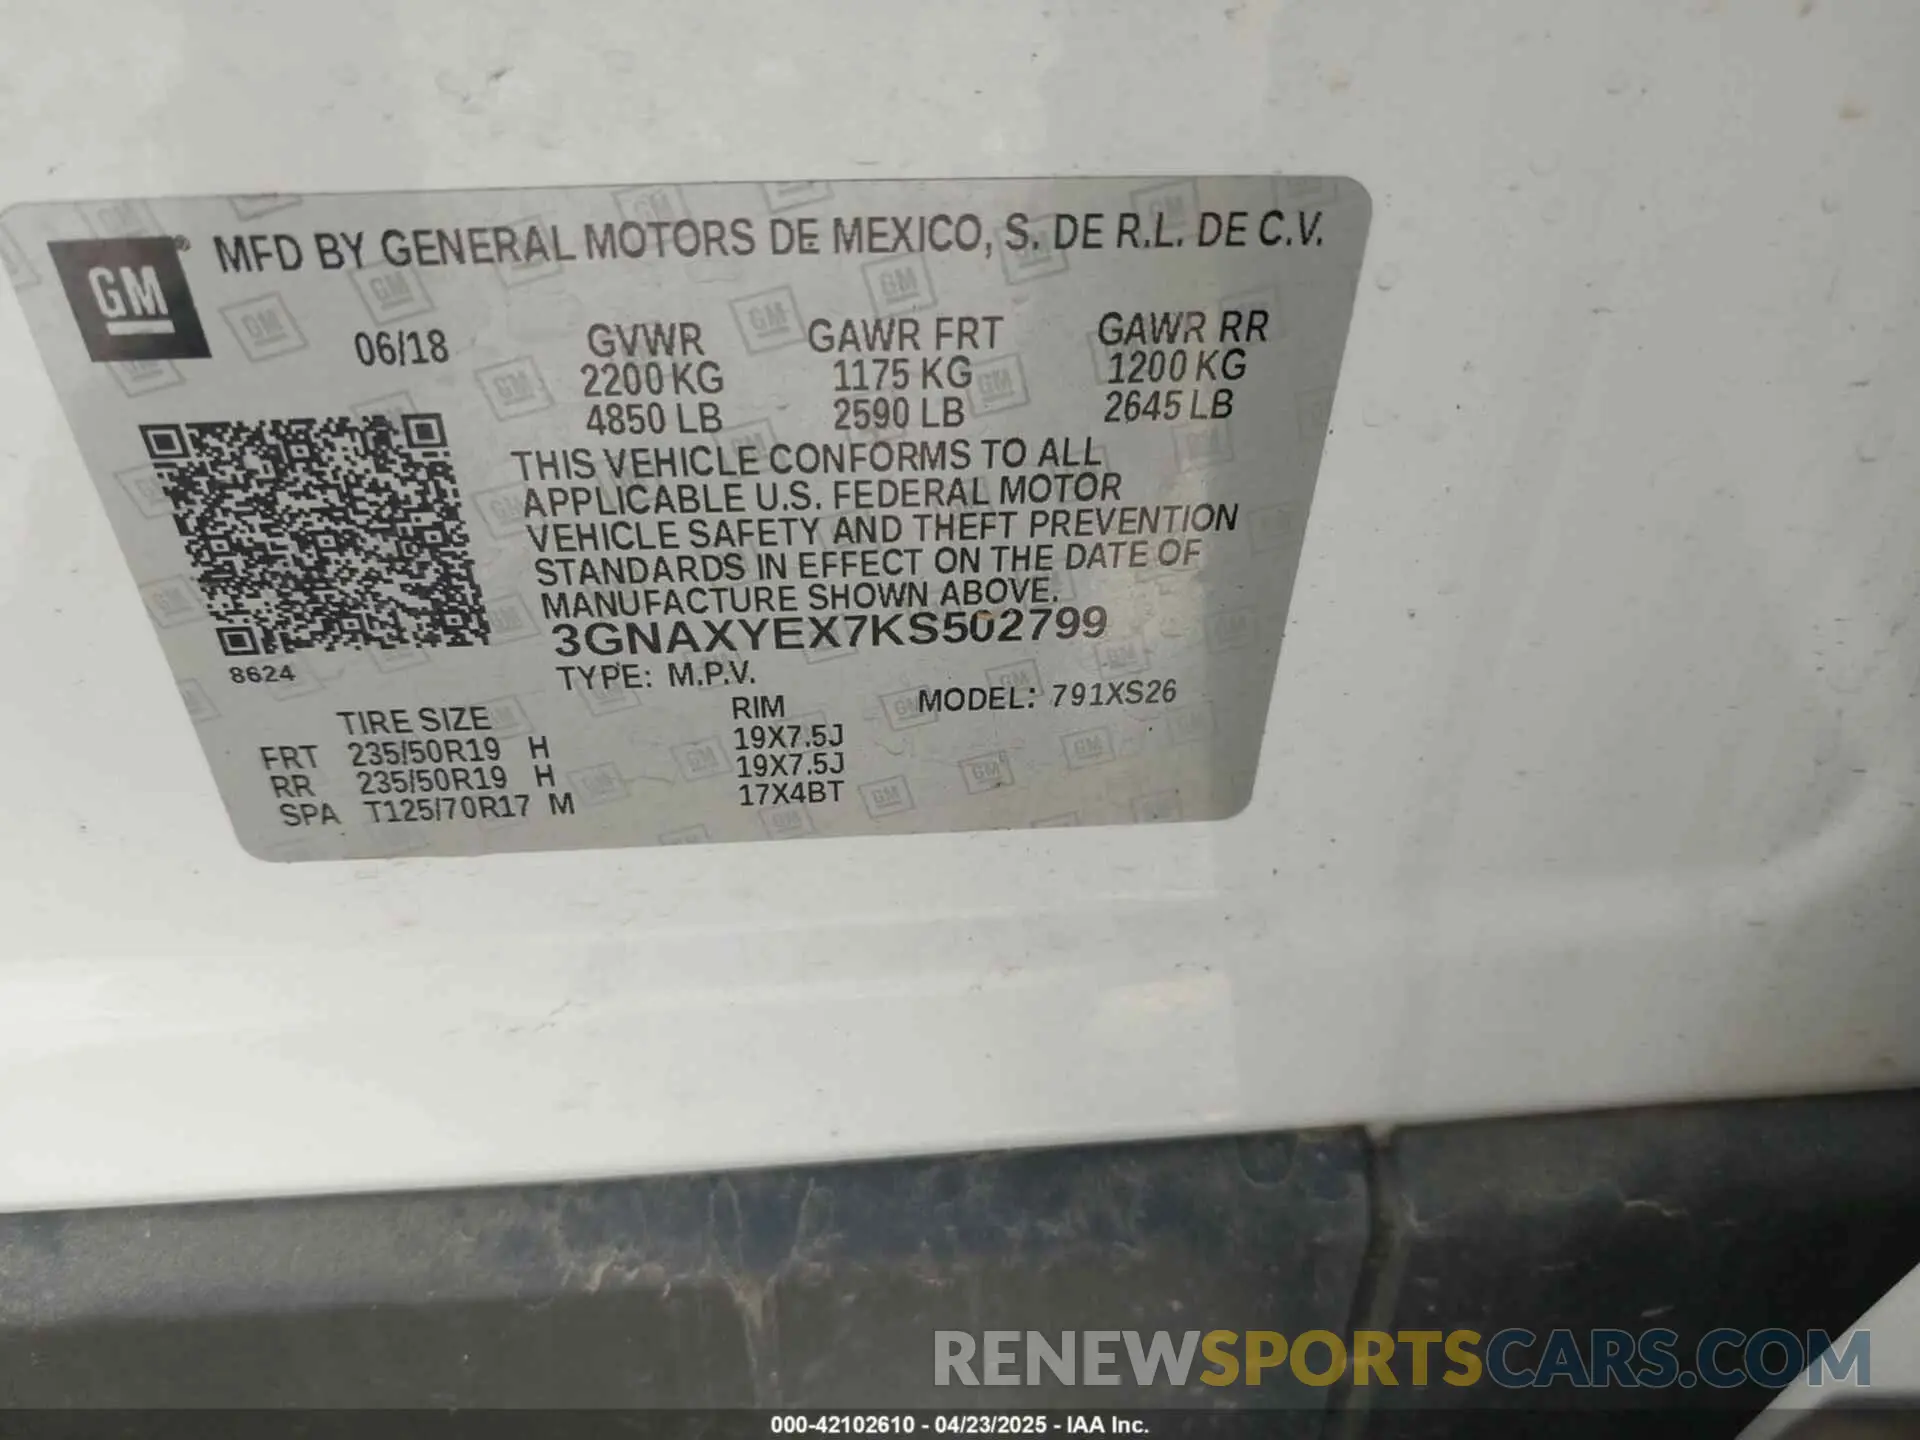 GM ® MFD BY GENERAL MOTORS DE MEXICO, S. DE R.L. DE C.V.
06/18 GVWR GAWR FRT GAWR RR
2200 KG 1175 KG 1200 KG
4850 LB 2590 LB 2645 LB
THIS VEHICLE CONFORMS TO ALL
APPLICABLE U.S. FEDERAL MOTOR
VEHICLE SAFETY AND THEFT PREVENTION
STANDARDS IN EFFECT ON THE DATE OF
MANUFACTURE SHOWN ABOVE.
3GNAXYEX7KS502799
8624 TYPE: M.P.V. MODEL: 791XS26
TIRE SIZE RIM
FRT 235/50R19 H 19X7.5J
RR 235/50R19 H 19X7.5J
SPA T125/70R17 M 17X4BT
RENEWSPORTSCARS.COM
000-42102610 - 04/23/2025 - IAA Inc.